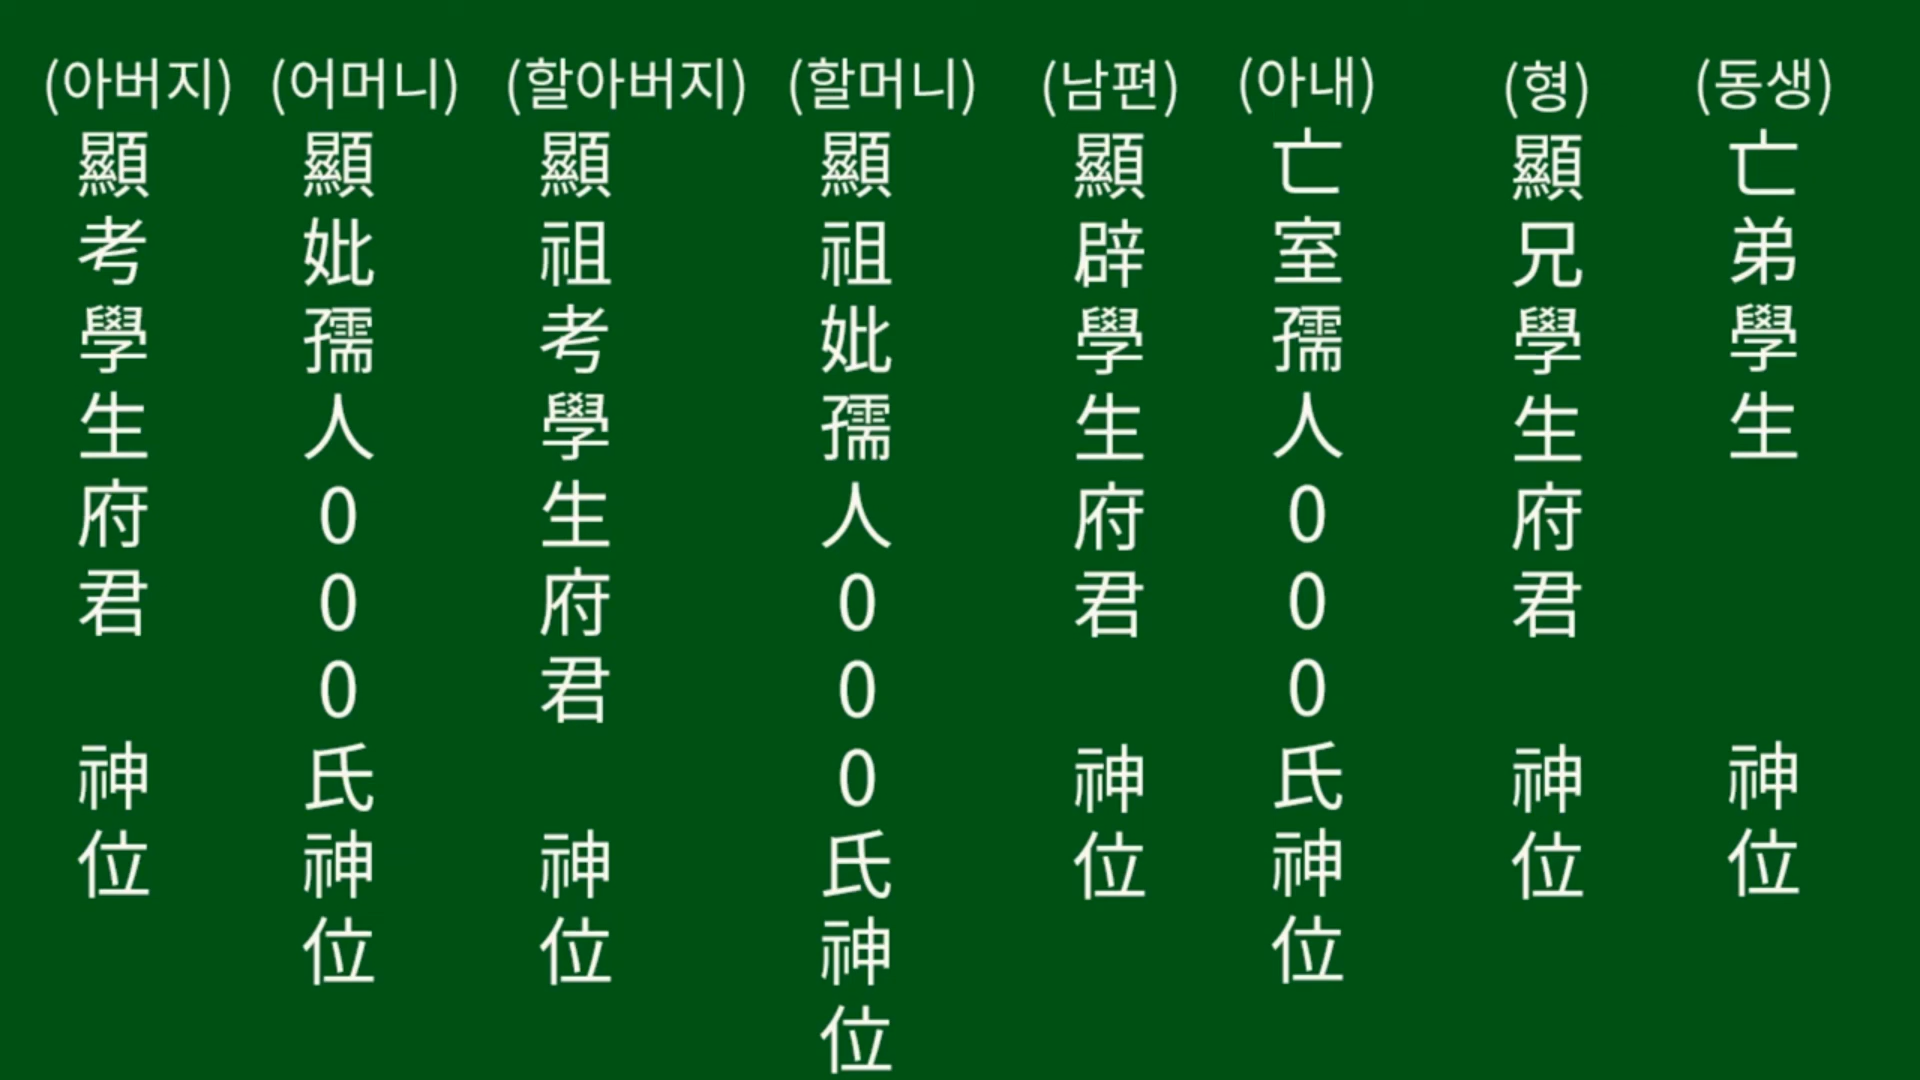 (아버지)
顯考學生府君 神位
(어머니)
顯妣孺人000氏神位
(할아버지)
顯祖考學生府君 神位
(할머니)
顯祖妣孺人000氏神位
(남편)
顯辟學生府君 神位
(아내)
亡室孺人000氏神位
(형)
顯兄學生府君 神位
(동생)
亡弟學生 神位